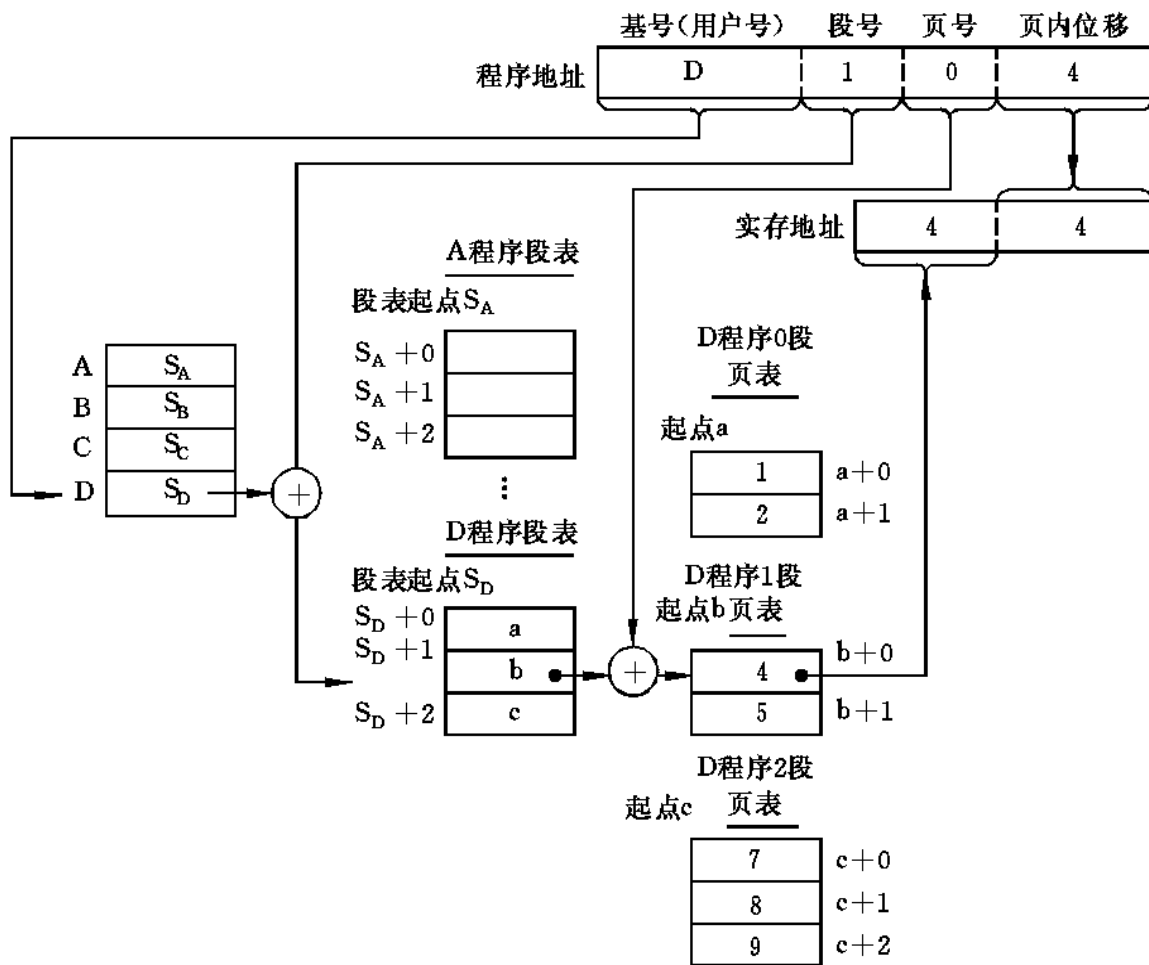 基号(用户号) 段号 页号 页内位移
程序地址 D 1 0 4
实存地址 4 4
A程序段表
段表起点S_A
S_A+0
S_A+1
S_A+2
⋮
A S_A
B S_B
C S_C
D S_D
+
D程序段表
段表起点S_D
S_D+0 a
S_D+1 b
S_D+2 c
+
D程序0段
页表
起点a
1 a+0
2 a+1
D程序1段
起点b 页表
4 b+0
5 b+1
D程序2段
起点c 页表
7 c+0
8 c+1
9 c+2